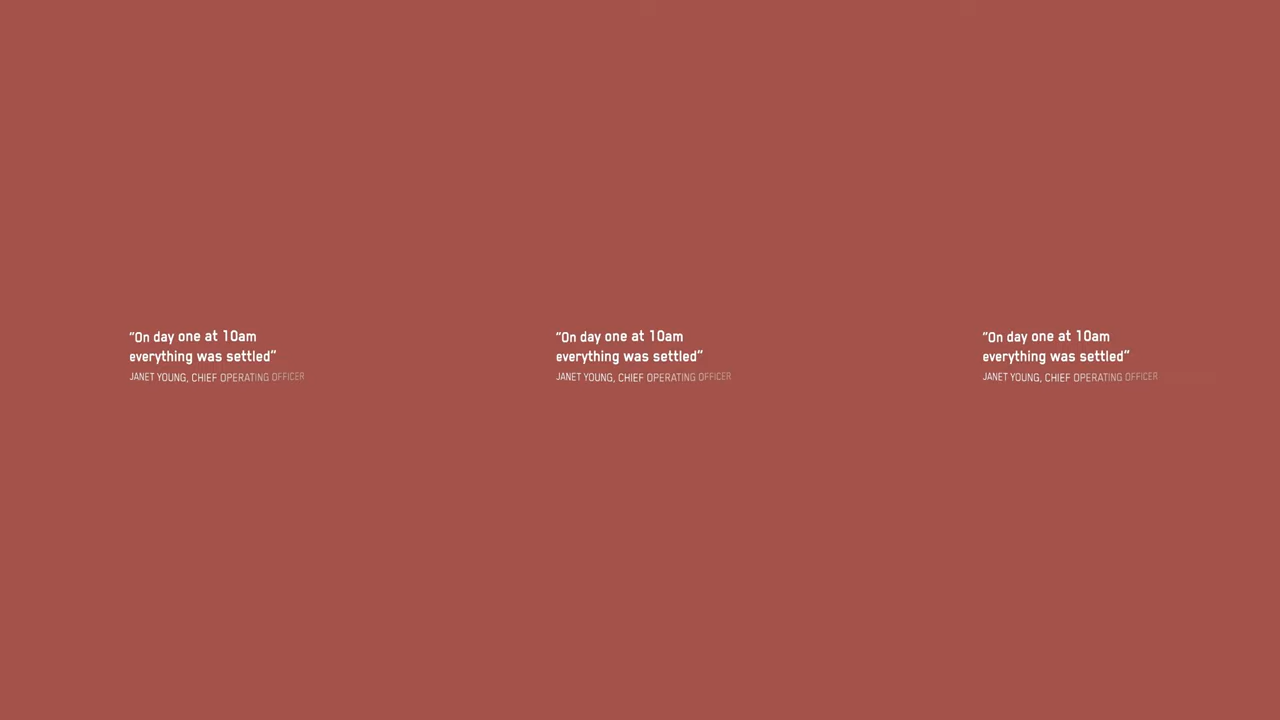 “On day one at 10am
everything was settled”
JANET YOUNG, CHIEF OPERATING OFFICER
“On day one at 10am
everything was settled”
JANET YOUNG, CHIEF OPERATING OFFICER
“On day one at 10am
everything was settled”
JANET YOUNG, CHIEF OPERATING OFFICER